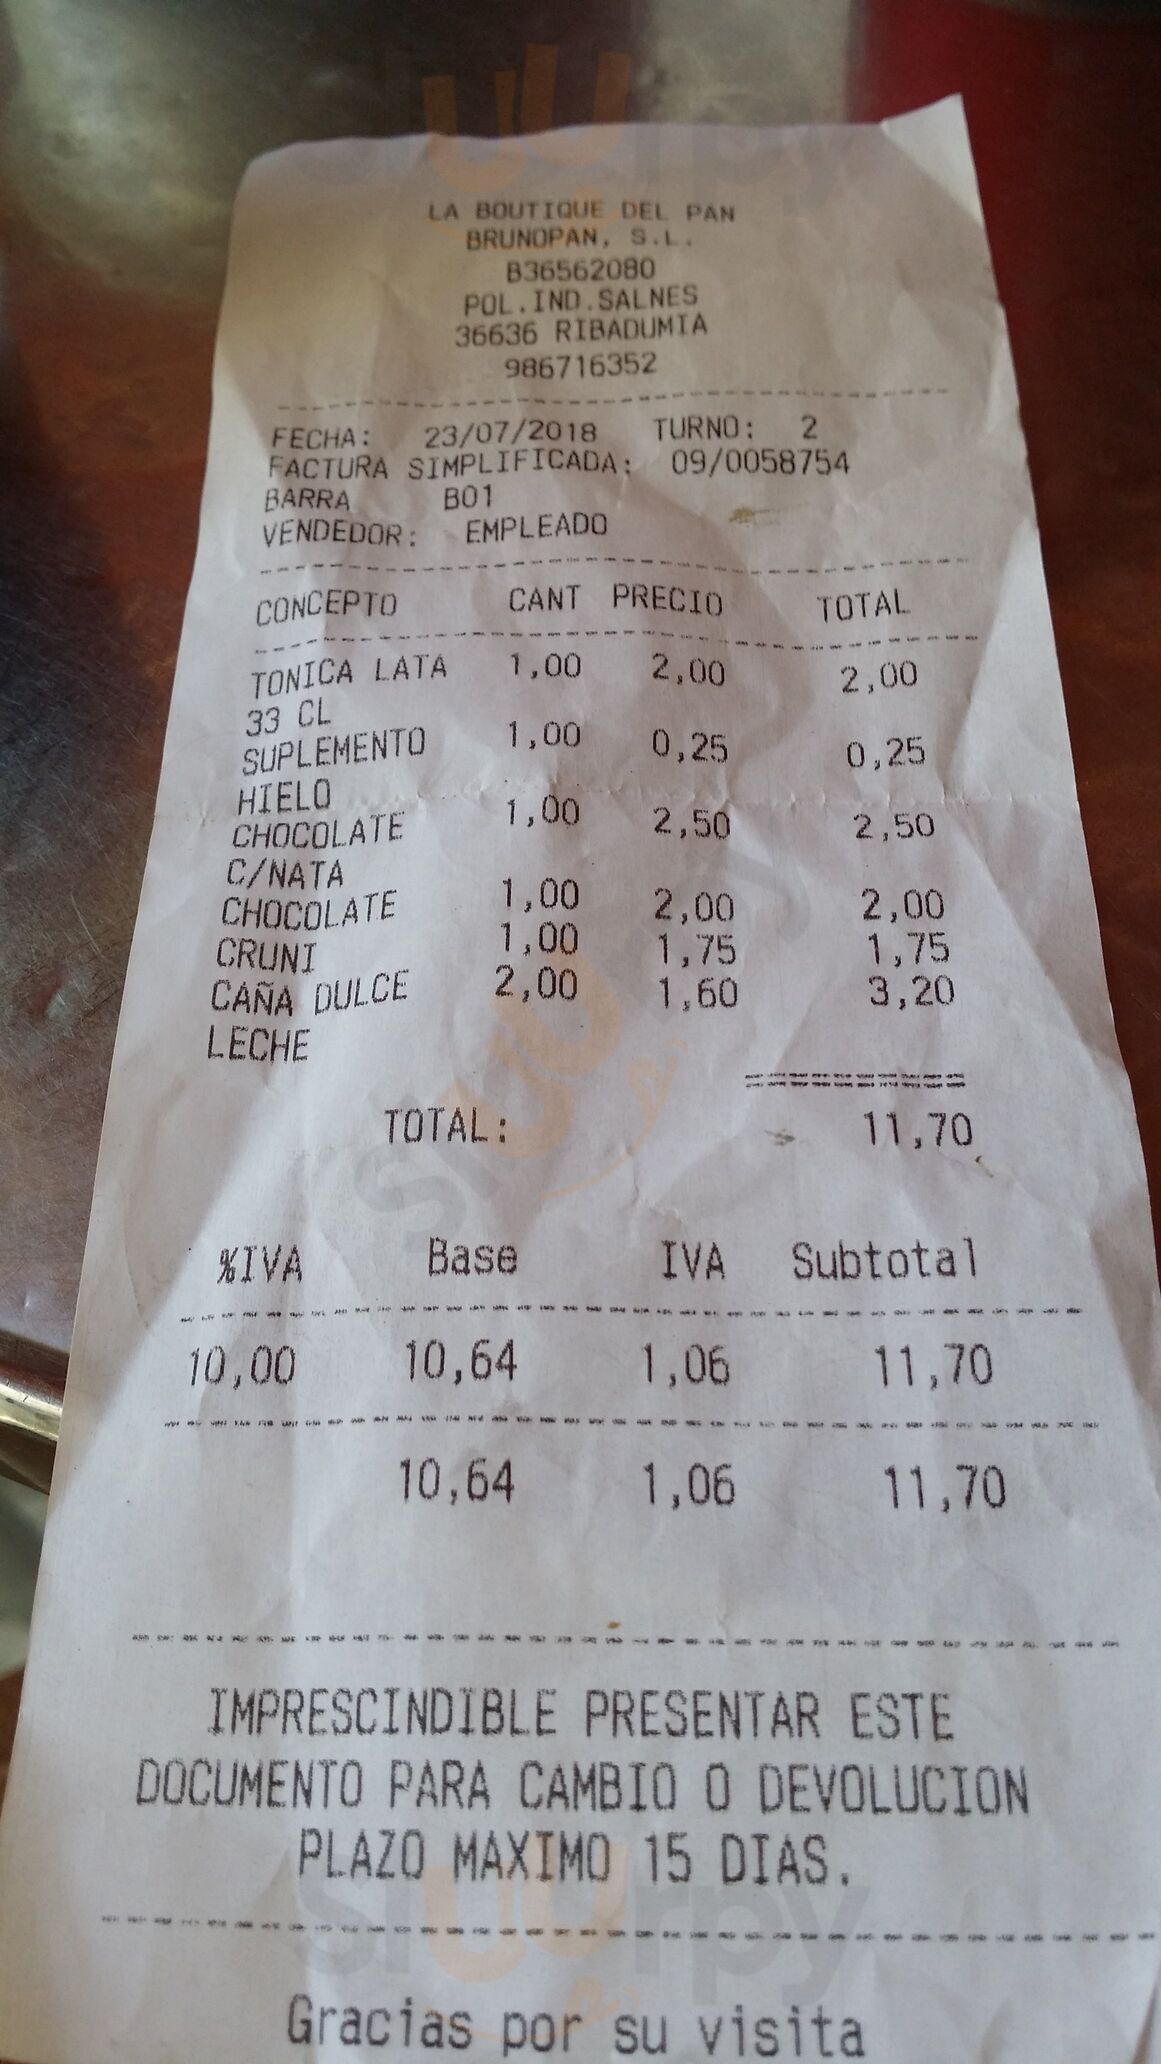 LA BOUTIQUE DEL PAN
BRUNOPAN, S.L.
B36562080
POL.IND.SALNES
36636 RIBADUMIA
986716352
FECHA: 23/07/2018 TURNO: 2
FACTURA SIMPLIFICADA: 09/0058754
BARRA B01
VENDEDOR: EMPLEADO
CONCEPTO CANT PRECIO TOTAL
TONICA LATA 1,00 2,00 2,00
33 CL
SUPLEMENTO 1,00 0,25 0,25
HIELO
CHOCOLATE 1,00 2,50 2,50
C/NATA
CHOCOLATE 1,00 2,00 2,00
CRUNI 1,00 1,75 1,75
CAÑA DULCE 2,00 1,60 3,20
LECHE
TOTAL: 11,70
%IVA Base IVA Subtotal
10,00 10,64 1,06 11,70
10,64 1,06 11,70
IMPRESCINDIBLE PRESENTAR ESTE
DOCUMENTO PARA CAMBIO O DEVOLUCION
PLAZO MAXIMO 15 DIAS.
Gracias por su visita
sluurpy
sluurpy
sluurpy